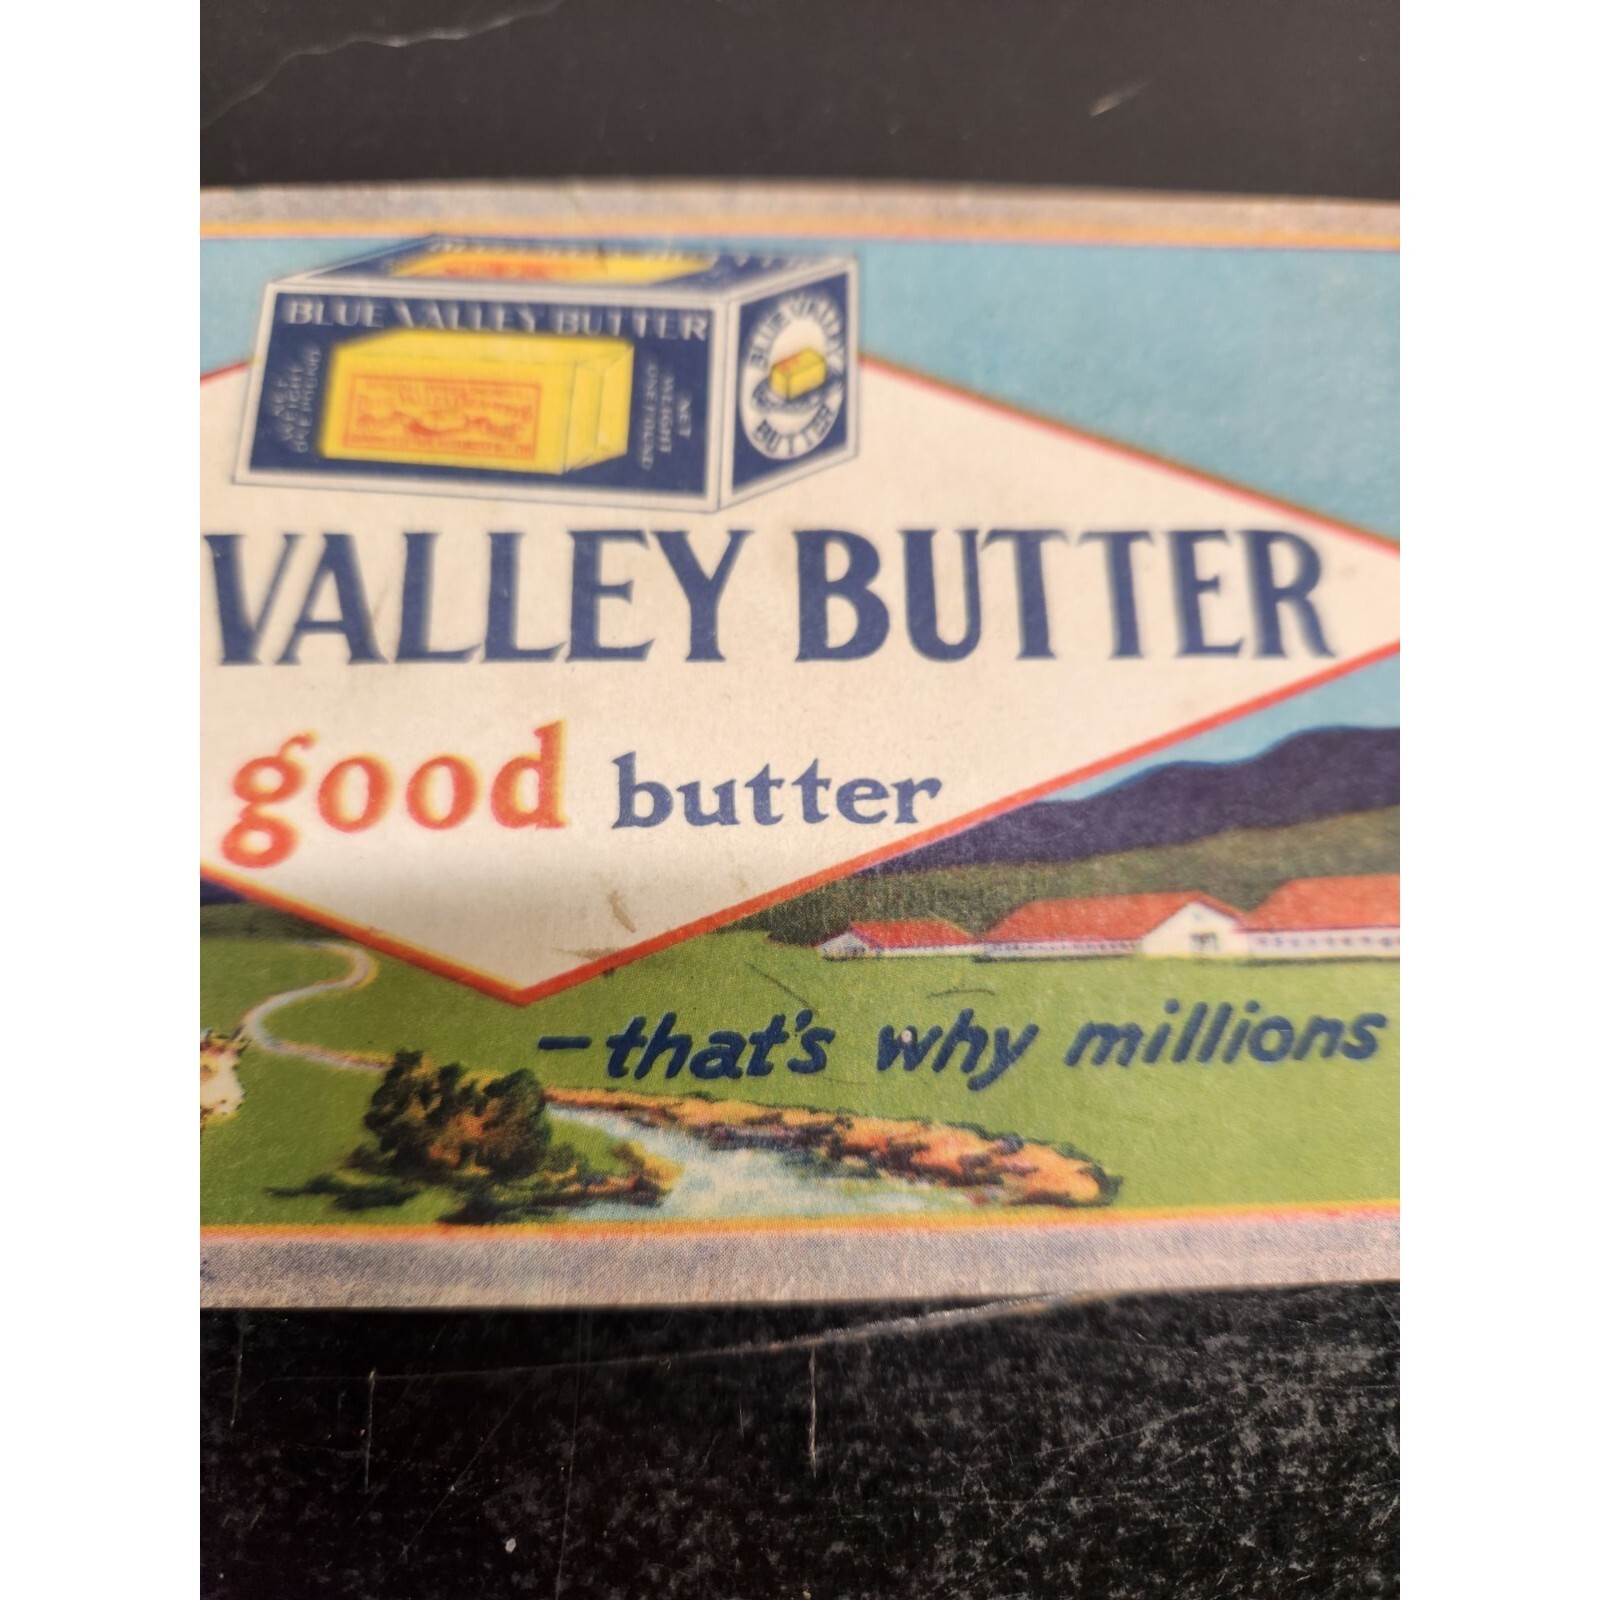 BLUE VALLEY BUTTER
NET WEIGHT ONE POUND
NET WEIGHT ONE POUND
BLUE VALLEY
BUTTER
VALLEY BUTTER
good butter
—that's why millions